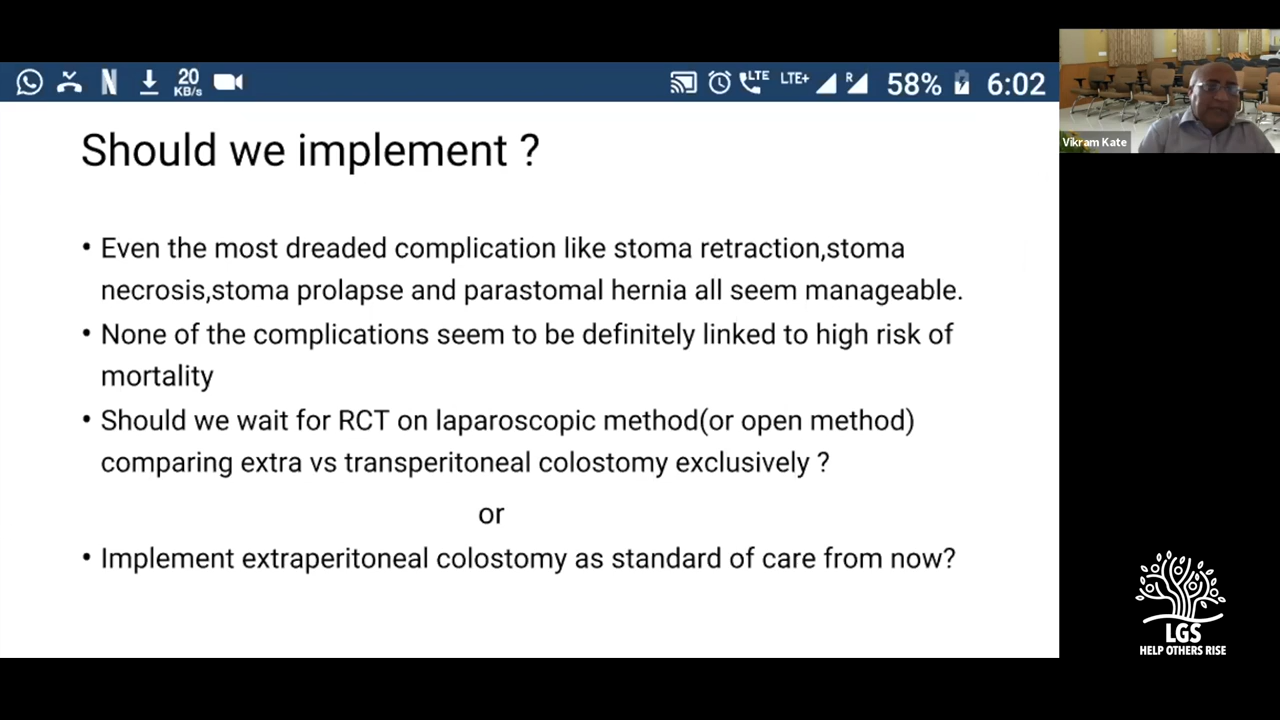 20
KB/s
LTE
LTE+
R
58%
6:02
Vikram Kate
Should we implement ?
• Even the most dreaded complication like stoma retraction,stoma
necrosis,stoma prolapse and parastomal hernia all seem manageable.
• None of the complications seem to be definitely linked to high risk of
mortality
• Should we wait for RCT on laparoscopic method(or open method)
comparing extra vs transperitoneal colostomy exclusively ?
or
• Implement extraperitoneal colostomy as standard of care from now?
LGS
HELP OTHERS RISE